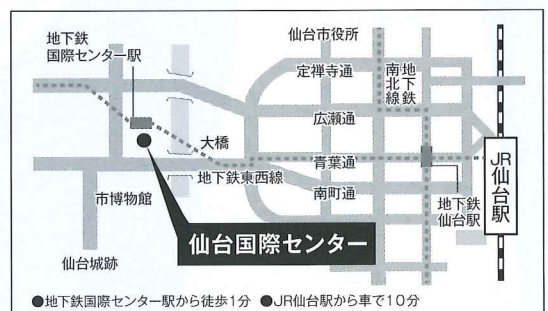 地下鉄
国際センター駅
仙台市役所
定禅寺通
地下鉄
南北線
広瀬通
大橋
青葉通
JR仙台駅
地下鉄東西線
南町通
地下鉄
仙台駅
市博物館
仙台国際センター
仙台城跡
●地下鉄国際センター駅から徒歩1分 ●JR仙台駅から車で10分